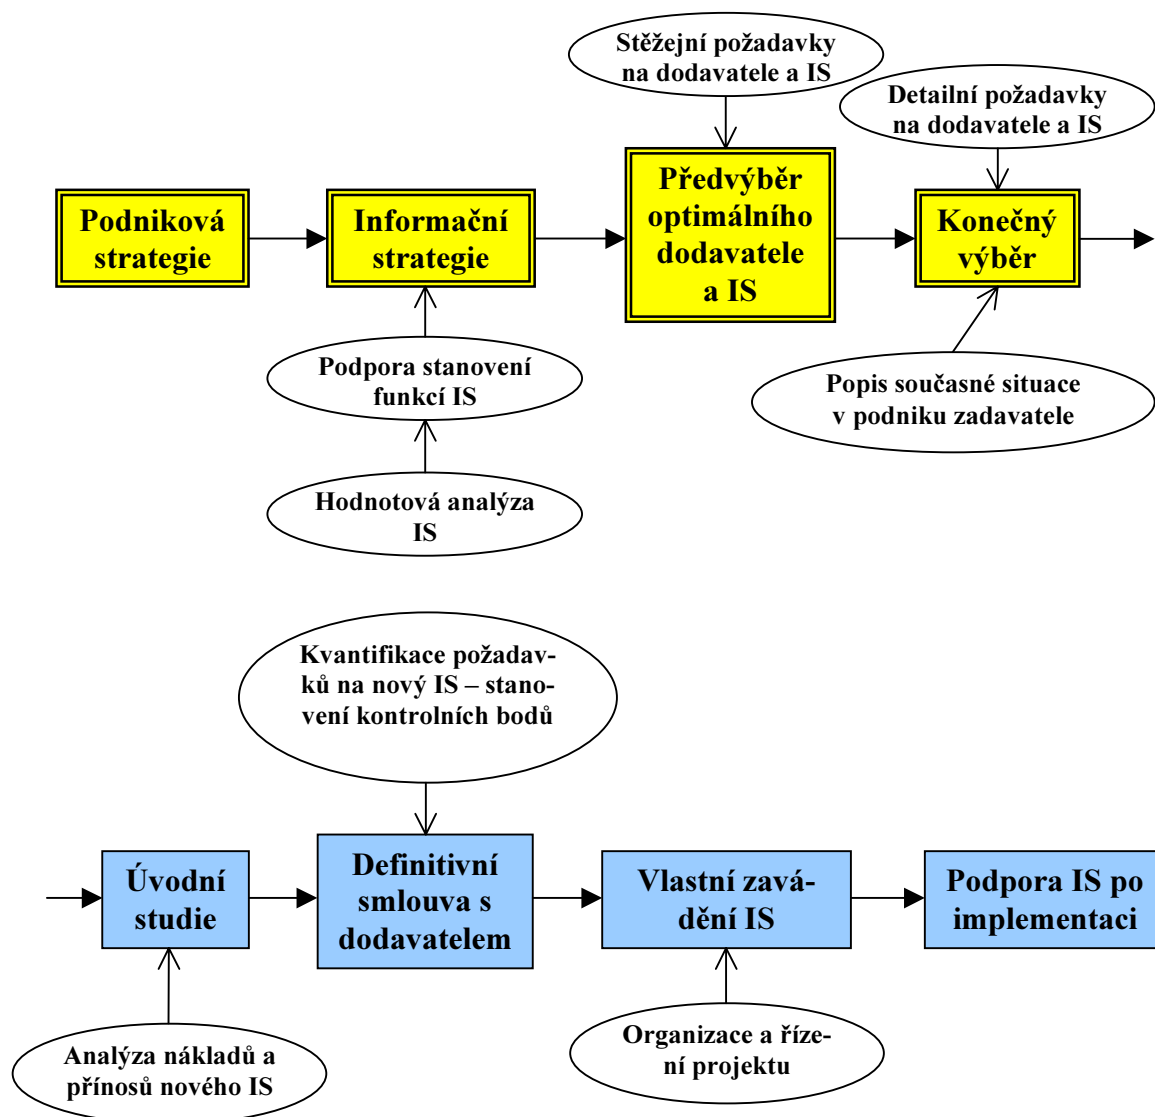 Stěžejní požadavky
na dodavatele a IS
Detailní požadavky
na dodavatele a IS
Podniková
strategie
Informační
strategie
Předvýběr
optimálního
dodavatele
a IS
Konečný
výběr
Podpora stanovení
funkcí IS
Popis současné situace
v podniku zadavatele
Hodnotová analýza
IS
Kvantifikace požadav-
ků na nový IS – stano-
vení kontrolních bodů
Úvodní
studie
Definitivní
smlouva s
dodavatelem
Vlastní zavá-
dění IS
Podpora IS po
implementaci
Analýza nákladů a
přínosů nového IS
Organizace a říze-
ní projektu